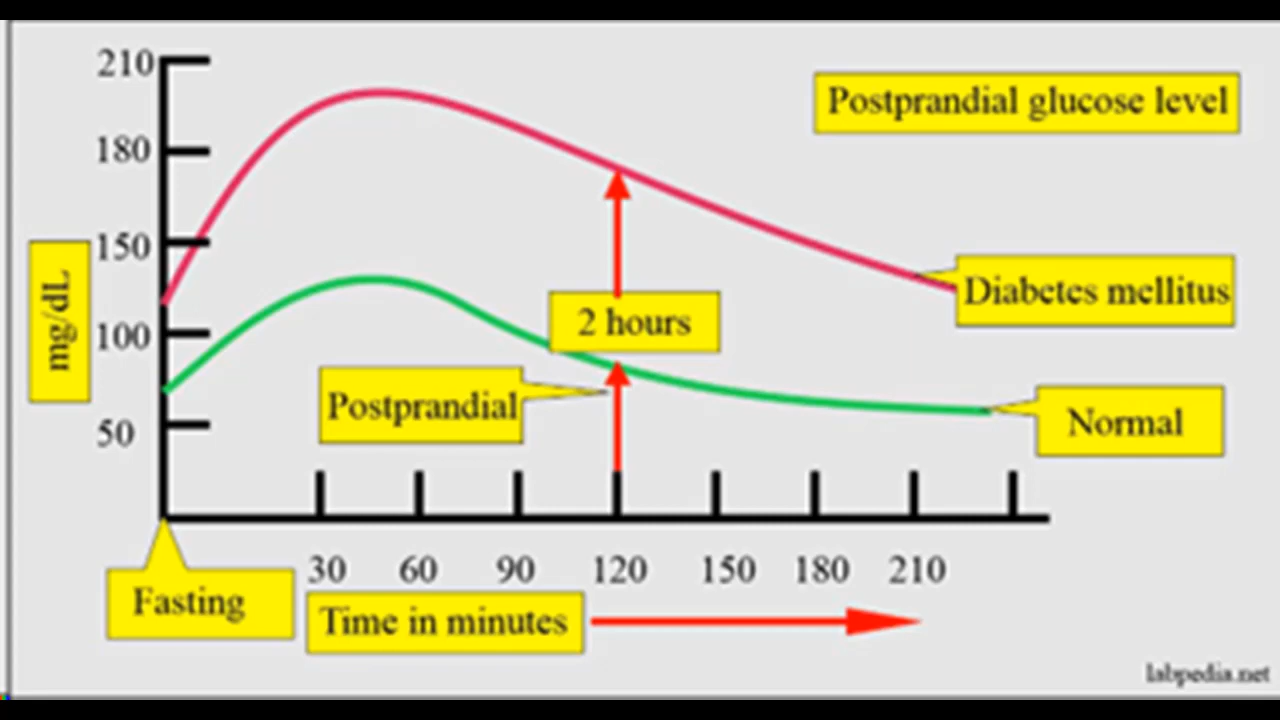 Postprandial glucose level
210
180
150
100
50
mg/dL
Diabetes mellitus
2 hours
Postprandial
Normal
30 60 90 120 150 180 210
Fasting
Time in minutes
labpedia.net